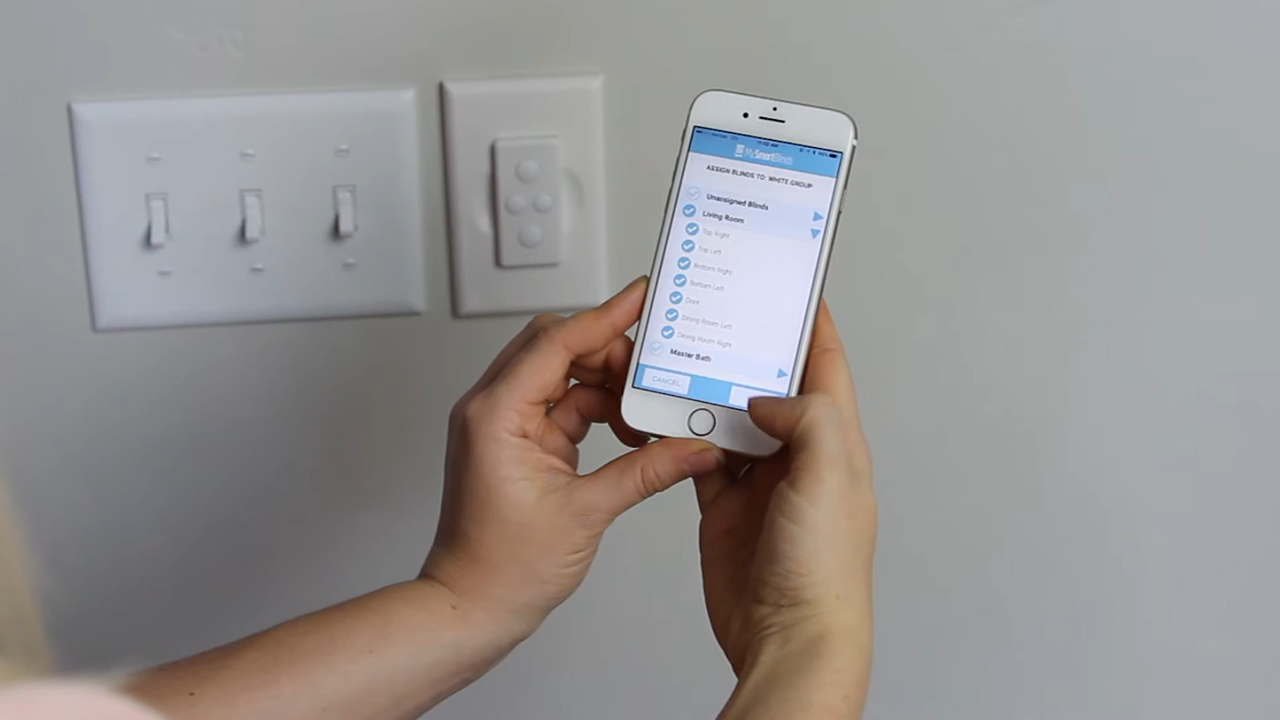 MySmartBlinds
ASSIGN BLINDS TO: WHITE GROUP
Unassigned Blinds
Living Room
Top Right
Top Left
Bottom Right
Bottom Left
Door
Dining Room Left
Dining Room Right
Master Bath
CANCEL